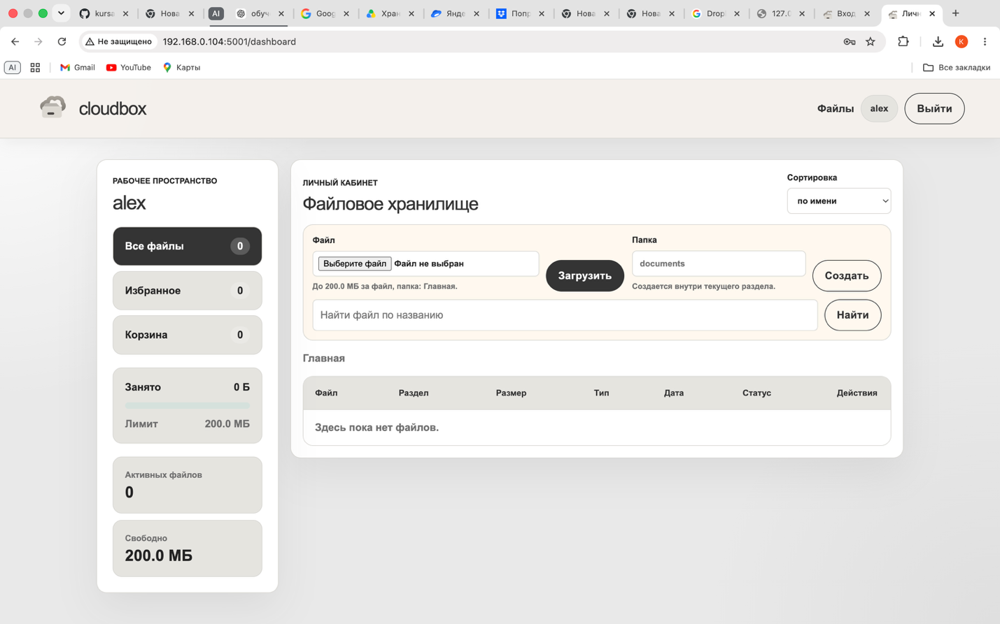 kursa
Нова
AI
обуч
Goog
Хран
Янде
Попр
Нова
Нова
Drop
127.0
Вход
Личн
Не защищено 192.168.0.104:5001/dashboard
K
AI Gmail YouTube Карты Все закладки
cloudbox Файлы alex Выйти
РАБОЧЕЕ ПРОСТРАНСТВО
alex
Все файлы 0
Избранное 0
Корзина 0
Занято 0 Б
Лимит 200.0 МБ
Активных файлов
0
Свободно
200.0 МБ
ЛИЧНЫЙ КАБИНЕТ
Файловое хранилище
Сортировка
по имени
Файл
Выберите файл Файл не выбран
До 200.0 МБ за файл, папка: Главная.
Загрузить
Папка
documents
Создается внутри текущего раздела.
Создать
Найти файл по названию
Найти
Главная
Файл Раздел Размер Тип Дата Статус Действия
Здесь пока нет файлов.